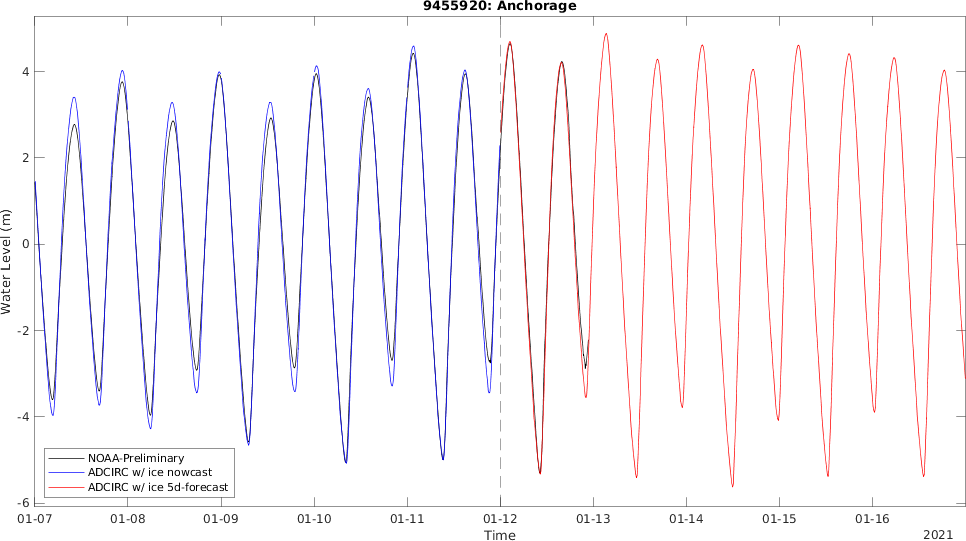 9455920: Anchorage
Water Level (m)
4
2
0
-2
-4
-6
NOAA-Preliminary
ADCIRC w/ ice nowcast
ADCIRC w/ ice 5d-forecast
01-07 01-08 01-09 01-10 01-11 01-12 01-13 01-14 01-15 01-16
Time
2021